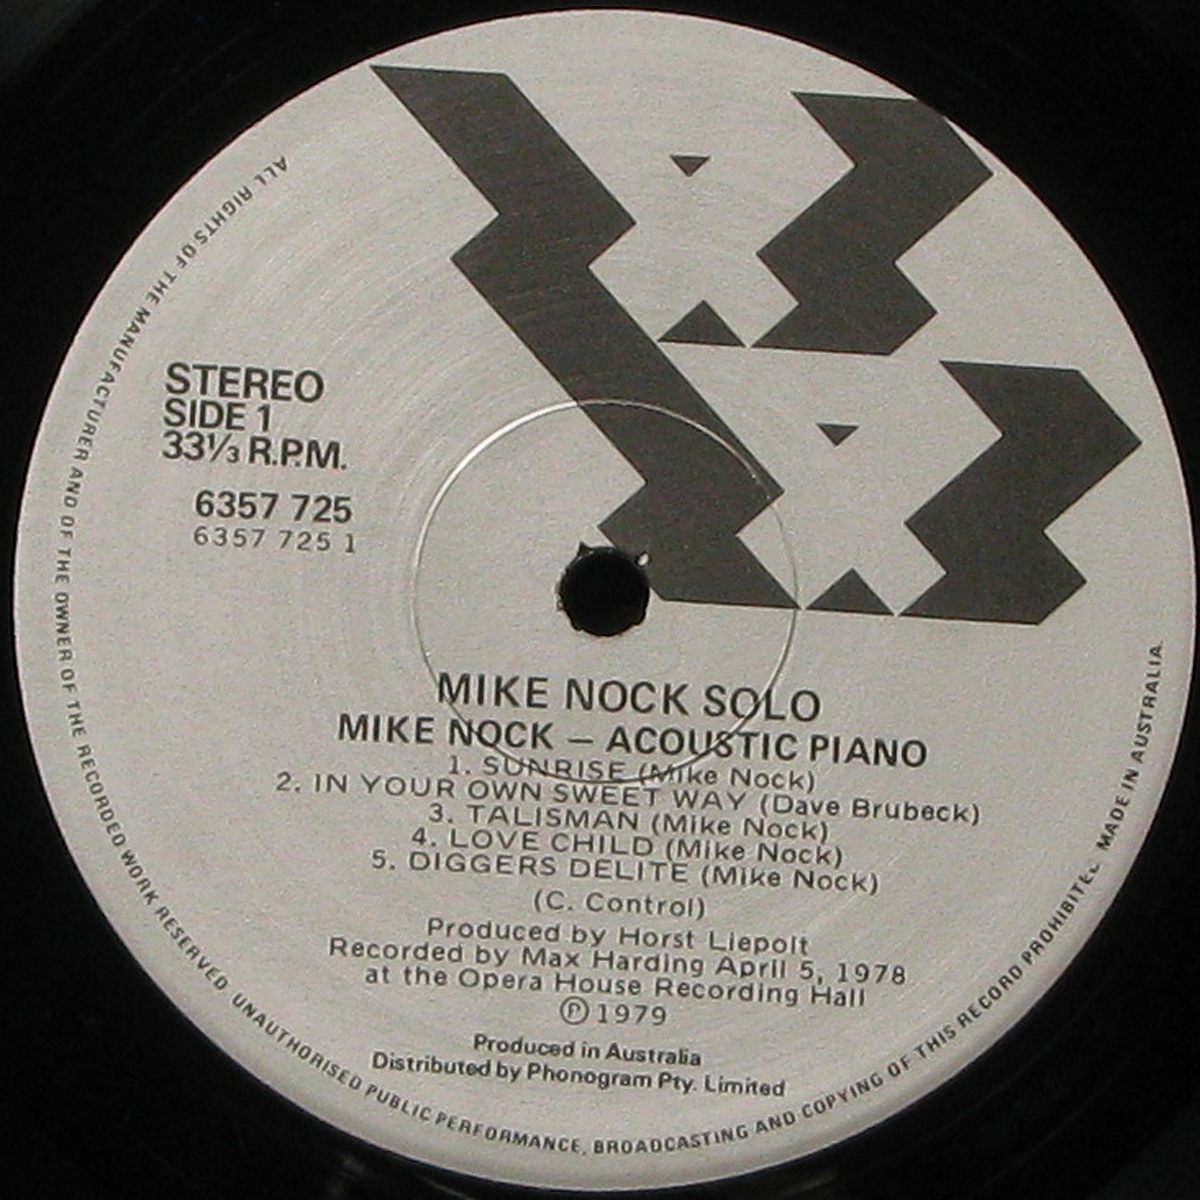 STEREO
SIDE 1
33⅓ R.P.M.
6357 725
6357 725 1
MIKE NOCK SOLO
MIKE NOCK – ACOUSTIC PIANO
1. SUNRISE (Mike Nock)
2. IN YOUR OWN SWEET WAY (Dave Brubeck)
3. TALISMAN (Mike Nock)
4. LOVE CHILD (Mike Nock)
5. DIGGERS DELITE (Mike Nock)
(C. Control)
Produced by Horst Liepolt
Recorded by Max Harding April 5, 1978
at the Opera House Recording Hall
℗ 1979
Produced in Australia
Distributed by Phonogram Pty. Limited
ALL RIGHTS OF THE MANUFACTURER AND OF THE OWNER OF THE RECORDED WORK RESERVED. UNAUTHORISED PUBLIC PERFORMANCE, BROADCASTING AND COPYING OF THIS RECORD PROHIBITED. MADE IN AUSTRALIA.